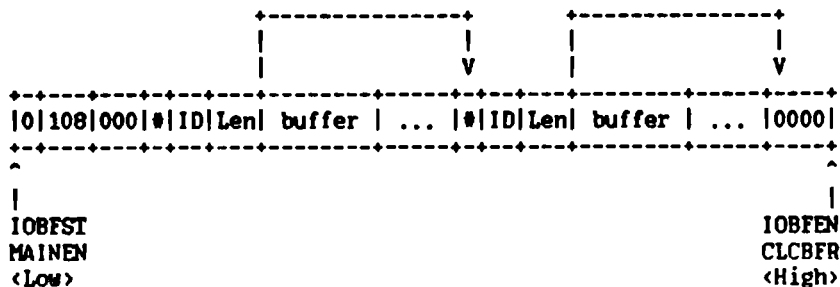 +----------------+        +----------------+
|                |        |                |
|                V        |                V
+-+---+---+-+--+---+--------+-----+-+--+---+--------+-----+----+
|0|108|000|#|ID|Len| buffer | ... |#|ID|Len| buffer | ... |0000|
+-+---+---+-+--+---+--------+-----+-+--+---+--------+-----+----+
^ ^
| |
IOBFST IOBFEN
MAINEN CLCBFR
<Low> <High>